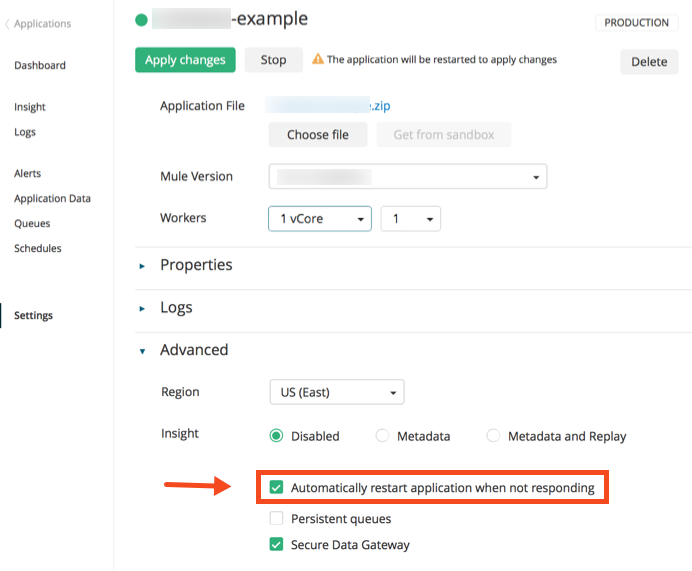 Applications
-example
PRODUCTION
Apply changes
Stop
The application will be restarted to apply changes
Delete
Dashboard
Insight
Logs
Alerts
Application Data
Queues
Schedules
Settings
Application File
.zip
Choose file
Get from sandbox
Mule Version
Workers
1 vCore
1
Properties
Logs
Advanced
Region
US (East)
Insight
Disabled
Metadata
Metadata and Replay
Automatically restart application when not responding
Persistent queues
Secure Data Gateway